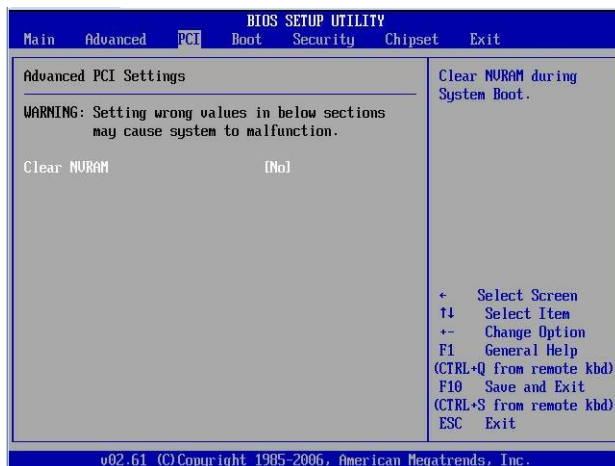 BIOS SETUP UTILITY
Main Advanced PCI Boot Security Chipset Exit
Advanced PCI Settings
WARNING: Setting wrong values in below sections
may cause system to malfunction.
Clear NVRAM [No]
Clear NVRAM during
System Boot.
← Select Screen
↑↓ Select Item
+- Change Option
F1 General Help
(CTRL+Q from remote kbd)
F10 Save and Exit
(CTRL+S from remote kbd)
ESC Exit
v02.61 (C)Copyright 1985-2006, American Megatrends, Inc.